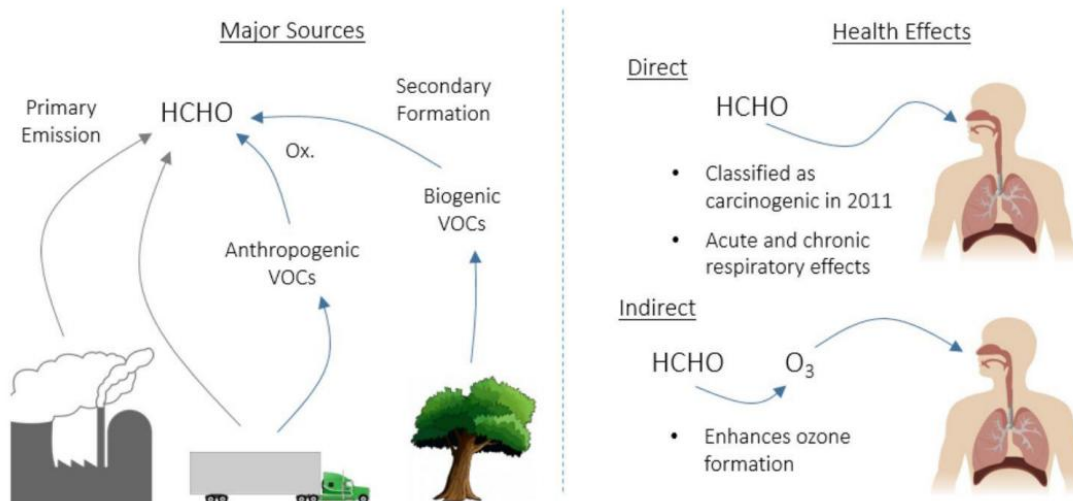 Major Sources
Primary
Emission
HCHO
Secondary
Formation
Ox.
Anthropogenic
VOCs
Biogenic
VOCs
Health Effects
Direct
HCHO
• Classified as
carcinogenic in 2011
• Acute and chronic
respiratory effects
Indirect
HCHO
O₃
• Enhances ozone
formation